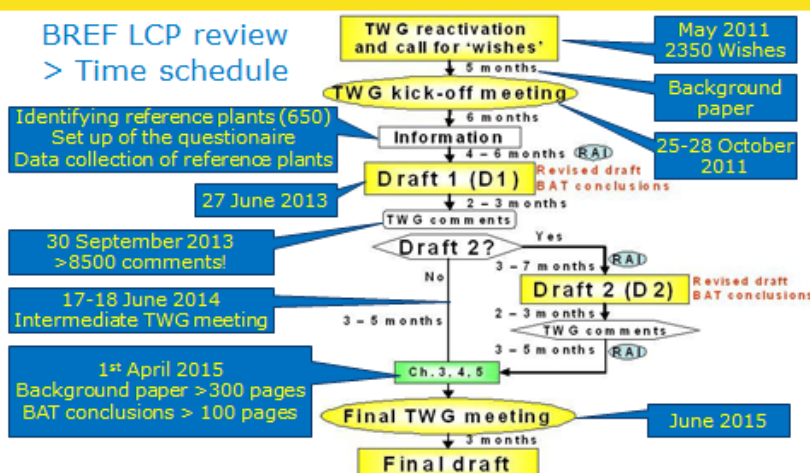 BREF LCP review
> Time schedule
TWG reactivation
and call for 'wishes'
May 2011
2350 Wishes
5 months
Background
paper
TWG kick-off meeting
6 months
25-28 October
2011
Identifying reference plants (650)
Set up of the questionaire
Data collection of reference plants
Information
4 – 6 months
RAI
Draft 1 (D1)
Revised draft
BAT conclusions
27 June 2013
2 – 3 months
TWG comments
30 September 2013
>8500 comments!
Draft 2?
Yes
No
3 – 7 months
RAI
Draft 2 (D2)
Revised draft
BAT conclusions
17-18 June 2014
Intermediate TWG meeting
3 – 5 months
2 – 3 months
TWG comments
3 – 5 months
RAI
1st April 2015
Background paper >300 pages
BAT conclusions > 100 pages
Ch. 3, 4, 5
Final TWG meeting
June 2015
3 months
Final draft